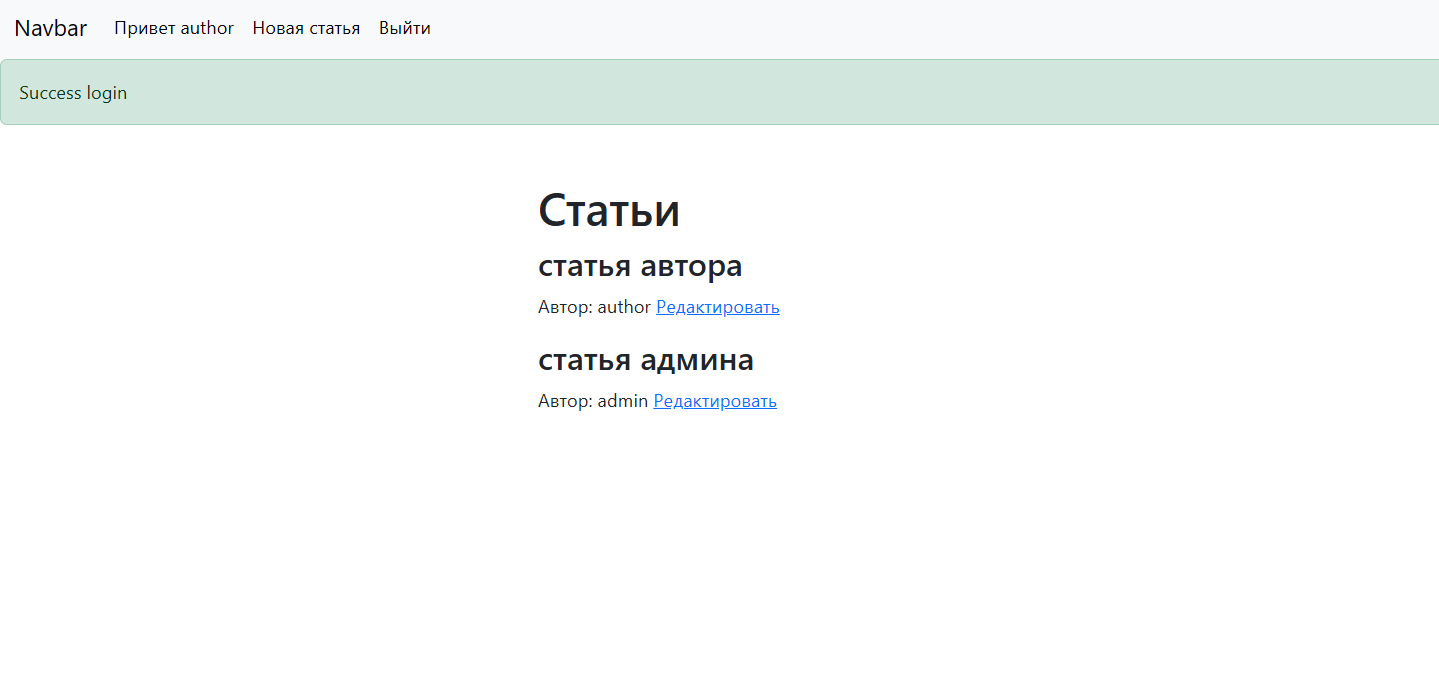 Navbar Привет author Новая статья Выйти
Success login
Статьи
статья автора
Автор: author Редактировать
статья админа
Автор: admin Редактировать